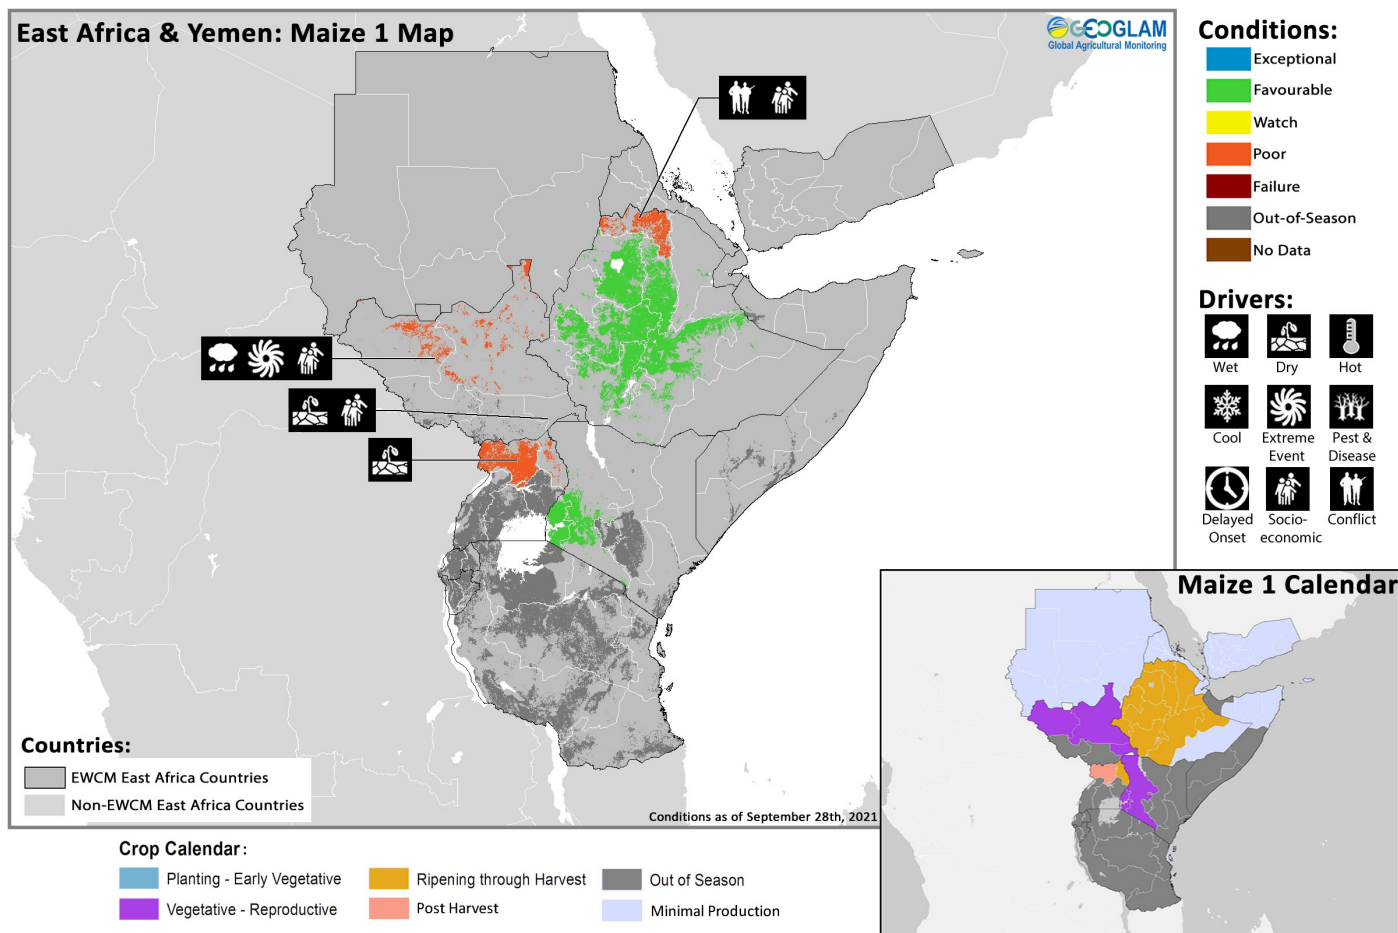 East Africa & Yemen: Maize 1 Map
GEOGLAM
Global Agricultural Monitoring
Conditions:
Exceptional
Favourable
Watch
Poor
Failure
Out-of-Season
No Data
Drivers:
Wet
Dry
Hot
Cool
Extreme
Event
Pest &
Disease
Delayed
Onset
Socio-
economic
Conflict
Countries:
EWCM East Africa Countries
Non-EWCM East Africa Countries
Conditions as of September 28th, 2021
Maize 1 Calendar
Crop Calendar:
Planting - Early Vegetative
Ripening through Harvest
Out of Season
Vegetative - Reproductive
Post Harvest
Minimal Production